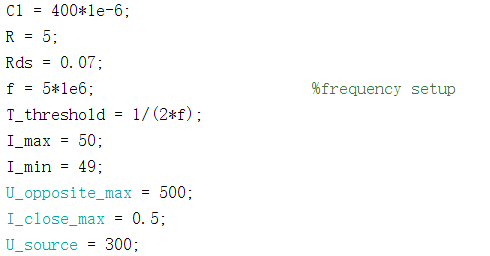 C1 = 400*1e-6;
R = 5;
Rds = 0.07;
f = 5*1e6; %frequency setup
T_threshold = 1/(2*f);
I_max = 50;
I_min = 49;
U_opposite_max = 500;
I_close_max = 0.5;
U_source = 300;